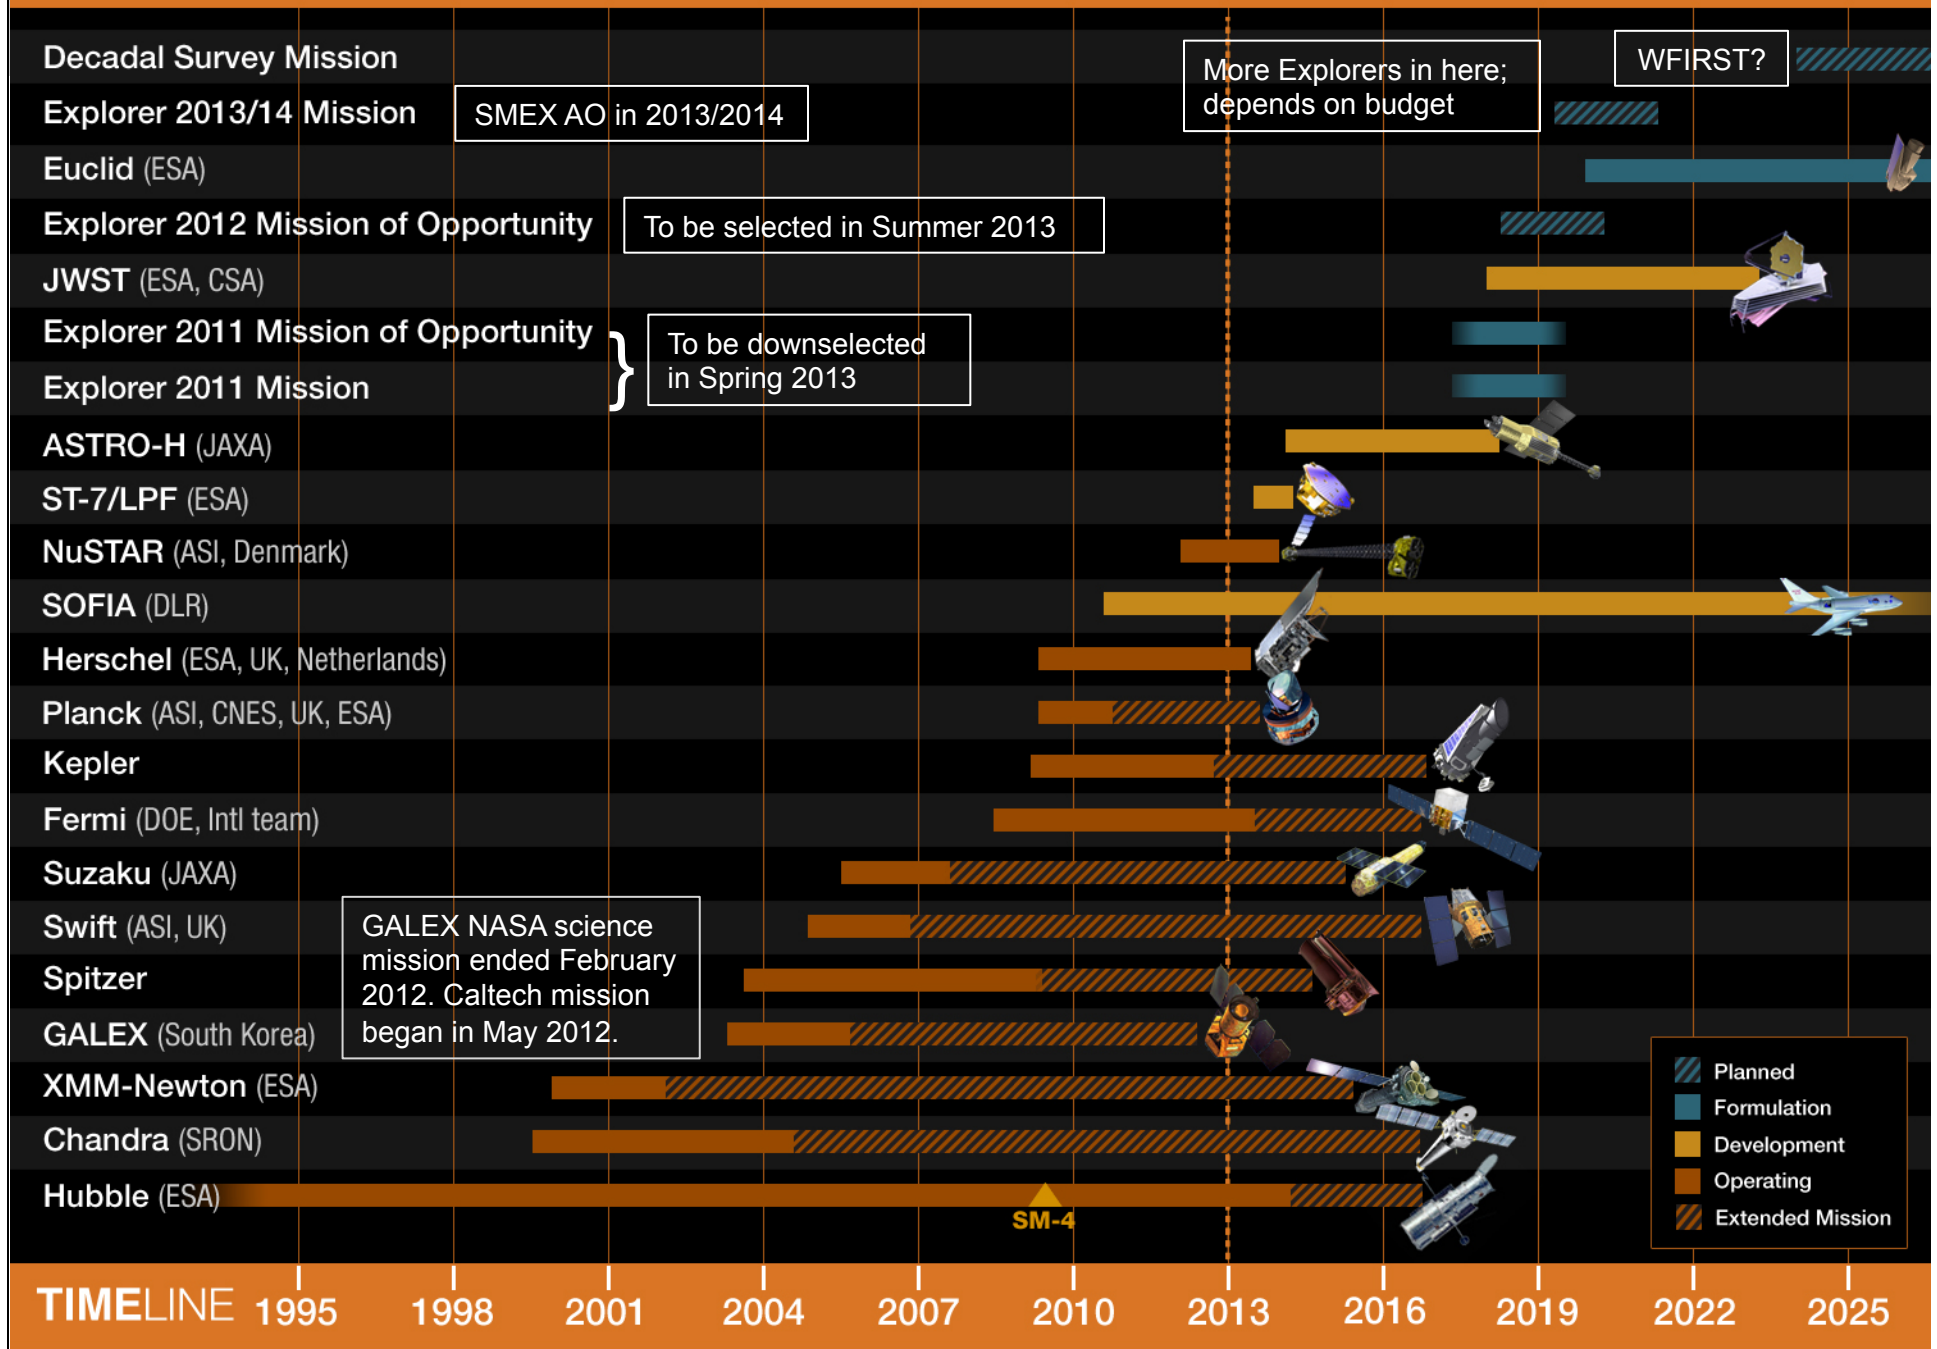 Decadal Survey Mission
WFIRST?
More Explorers in here;
depends on budget
Explorer 2013/14 Mission
SMEX AO in 2013/2014
Euclid (ESA)
Explorer 2012 Mission of Opportunity
To be selected in Summer 2013
JWST (ESA, CSA)
Explorer 2011 Mission of Opportunity
}
To be downselected
in Spring 2013
Explorer 2011 Mission
ASTRO-H (JAXA)
ST-7/LPF (ESA)
NuSTAR (ASI, Denmark)
SOFIA (DLR)
Herschel (ESA, UK, Netherlands)
Planck (ASI, CNES, UK, ESA)
Kepler
Fermi (DOE, Intl team)
Suzaku (JAXA)
Swift (ASI, UK)
GALEX NASA science
mission ended February
2012. Caltech mission
began in May 2012.
Spitzer
GALEX (South Korea)
XMM-Newton (ESA)
Chandra (SRON)
Hubble (ESA)
SM-4
Planned
Formulation
Development
Operating
Extended Mission
TIMELINE 1995 1998 2001 2004 2007 2010 2013 2016 2019 2022 2025